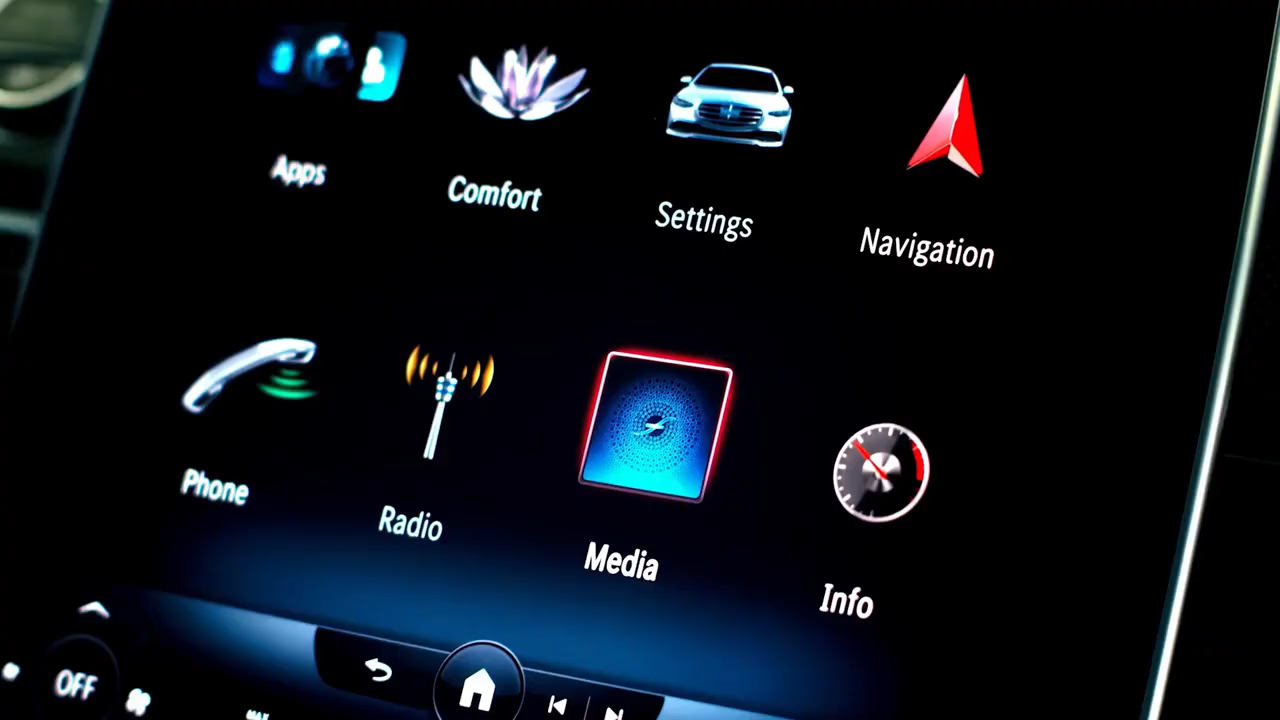 Apps
Comfort
Settings
Navigation
Phone
Radio
Media
Info
OFF